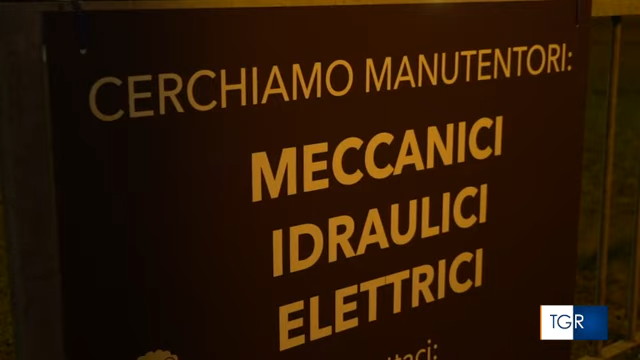 CERCHIAMO MANUTENTORI:
MECCANICI
IDRAULICI
ELETTRICI
TGR